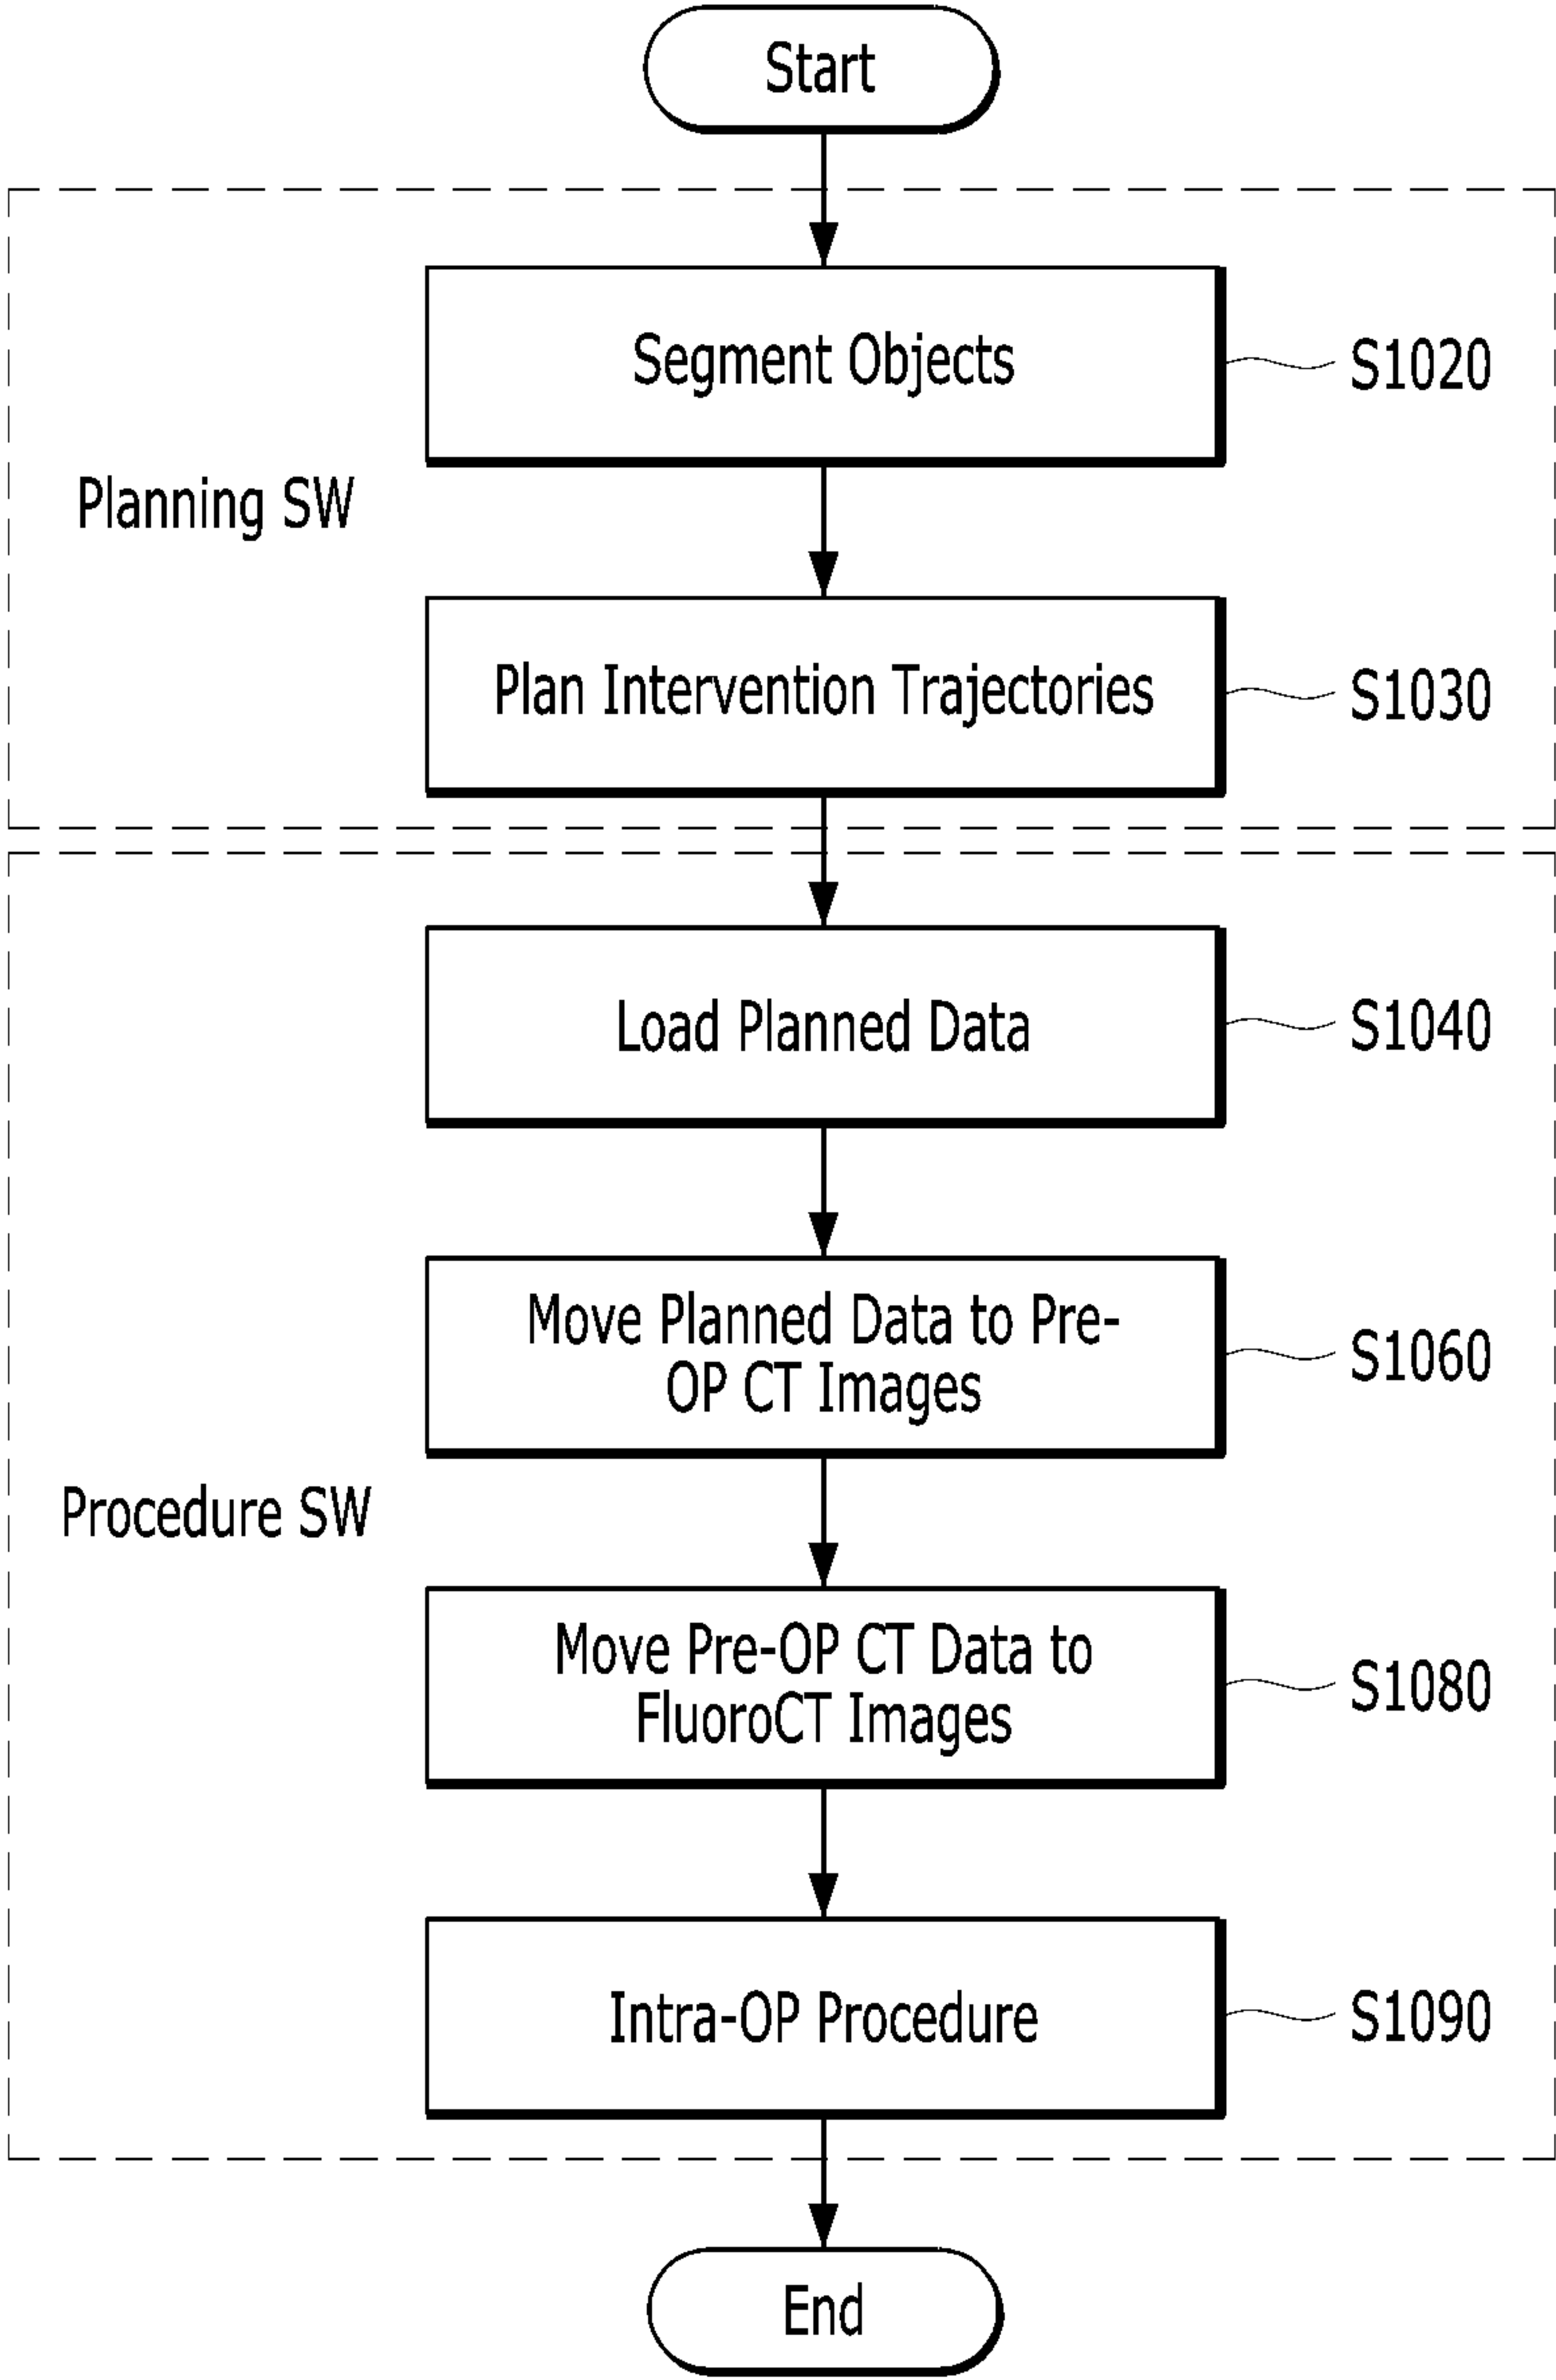 Start
Segment Objects
S1020
Planning SW
Plan Intervention Trajectories
S1030
Load Planned Data
S1040
Move Planned Data to Pre-
OP CT Images
S1060
Procedure SW
Move Pre-OP CT Data to
FluoroCT Images
S1080
Intra-OP Procedure
S1090
End